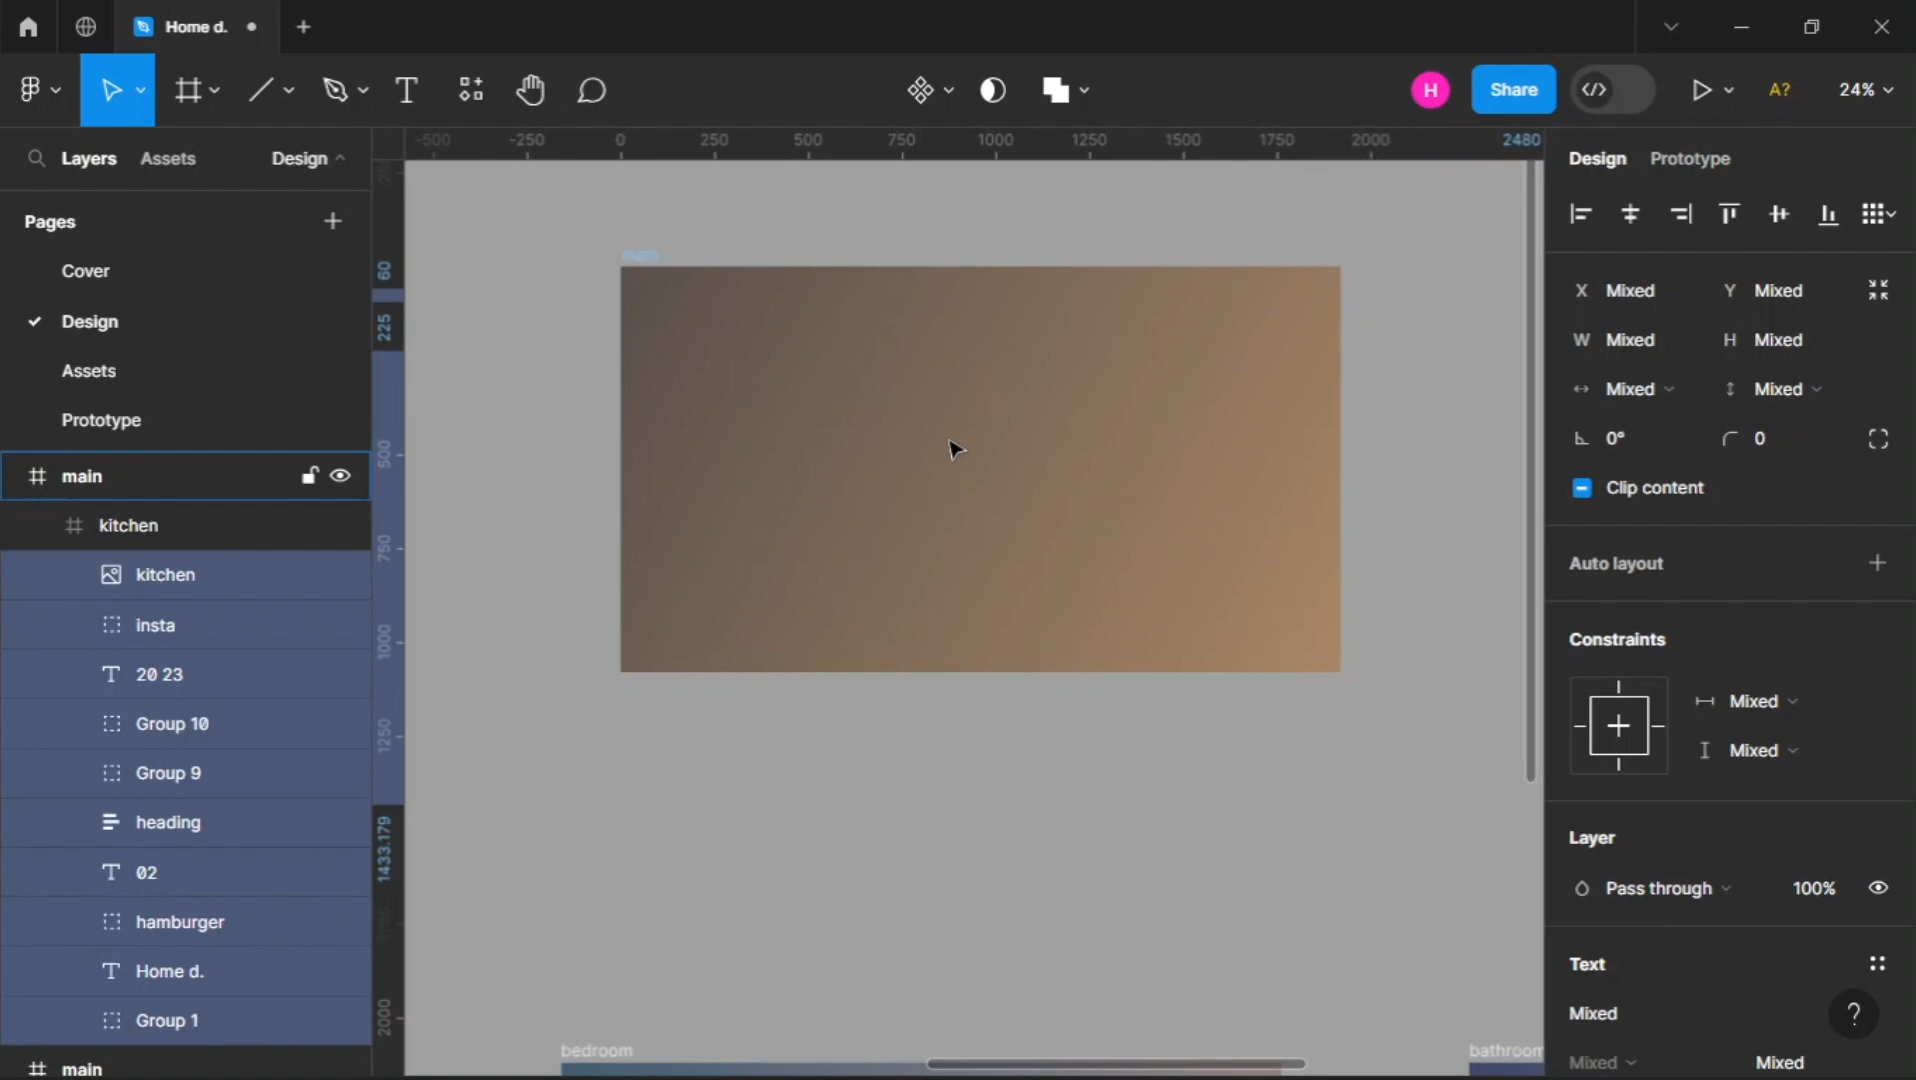 Home d.
Share
A?
24%
Layers
Assets
Design
Pages
Cover
Design
Assets
Prototype
main
kitchen
kitchen
insta
20 23
Group 10
Group 9
heading
02
hamburger
Home d.
Group 1
main
-500
-250
0
250
500
750
1000
1250
1500
1750
2000
2480
60
225
500
750
1000
1250
1433.179
2000
main
bedroom
bathroom
Design
Prototype
X Mixed
Y Mixed
W Mixed
H Mixed
Mixed
Mixed
0°
0
Clip content
Auto layout
Constraints
Mixed
Mixed
Layer
Pass through
100%
Text
Mixed
?
Mixed
Mixed
H